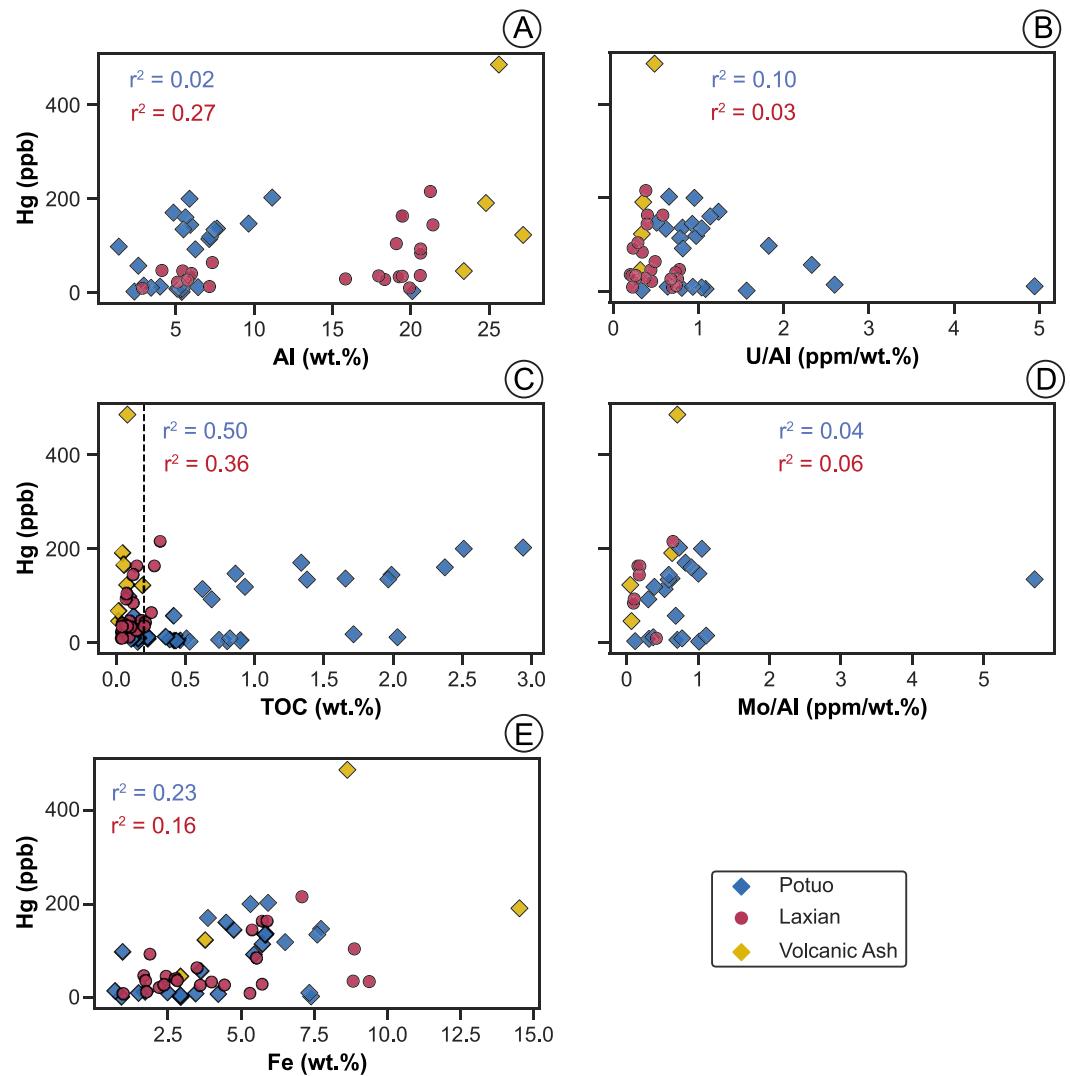 A
r² = 0.02
r² = 0.27
Hg (ppb)
400
200
0
5
10
15
20
25
Al (wt.%)
B
r² = 0.10
r² = 0.03
0
1
2
3
4
5
U/Al (ppm/wt.%)
C
r² = 0.50
r² = 0.36
Hg (ppb)
400
200
0
0.0
0.5
1.0
1.5
2.0
2.5
3.0
TOC (wt.%)
D
r² = 0.04
r² = 0.06
0
1
2
3
4
5
Mo/Al (ppm/wt.%)
E
r² = 0.23
r² = 0.16
Hg (ppb)
400
200
0
2.5
5.0
7.5
10.0
12.5
15.0
Fe (wt.%)
Potuo
Laxian
Volcanic Ash